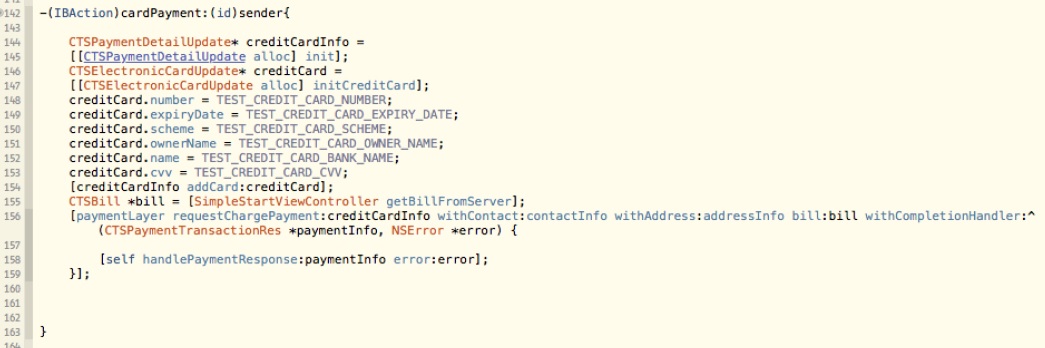 142 -(IBAction)cardPayment:(id)sender{
143
144 CTSPaymentDetailUpdate* creditCardInfo =
145 [[CTSPaymentDetailUpdate alloc] init];
146 CTSElectronicCardUpdate* creditCard =
147 [[CTSElectronicCardUpdate alloc] initCreditCard];
148 creditCard.number = TEST_CREDIT_CARD_NUMBER;
149 creditCard.expiryDate = TEST_CREDIT_CARD_EXPIRY_DATE;
150 creditCard.scheme = TEST_CREDIT_CARD_SCHEME;
151 creditCard.ownerName = TEST_CREDIT_CARD_OWNER_NAME;
152 creditCard.name = TEST_CREDIT_CARD_BANK_NAME;
153 creditCard.cvv = TEST_CREDIT_CARD_CVV;
154 [creditCardInfo addCard:creditCard];
155 CTSBill *bill = [SimpleStartViewController getBillFromServer];
156 [paymentLayer requestChargePayment:creditCardInfo withContact:contactInfo withAddress:addressInfo bill:bill withCompletionHandler:^
(CTSPaymentTransactionRes *paymentInfo, NSError *error) {
157
158 [self handlePaymentResponse:paymentInfo error:error];
159 }];
160
161
162
163 }
164